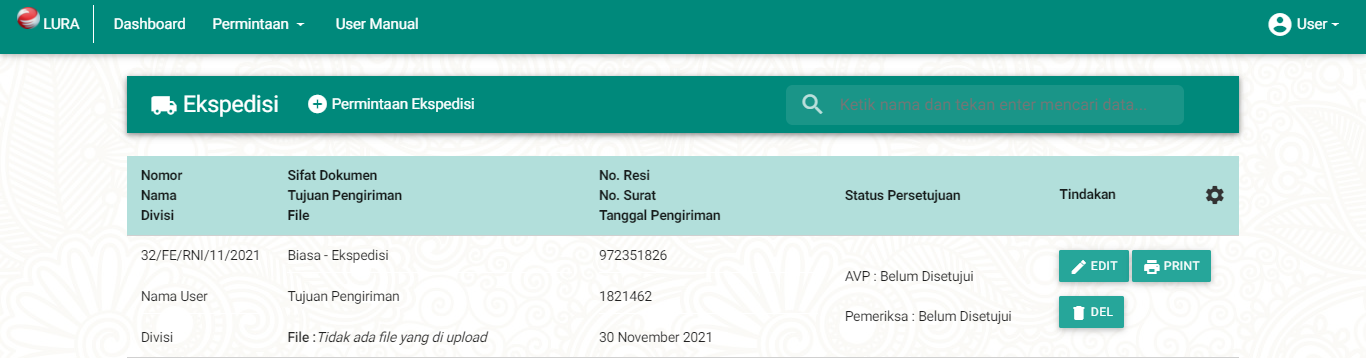 LURA Dashboard Permintaan User Manual User
Ekspedisi Permintaan Ekspedisi Ketik nama dan tekan enter mencari data...
Nomor Sifat Dokumen No. Resi
Nama Tujuan Pengiriman No. Surat Status Persetujuan Tindakan
Divisi File Tanggal Pengiriman
32/FE/RNI/11/2021 Biasa - Ekspedisi 972351826
EDIT PRINT
AVP : Belum Disetujui
Nama User Tujuan Pengiriman 1821462
Pemeriksa : Belum Disetujui DEL
Divisi File :Tidak ada file yang di upload 30 November 2021